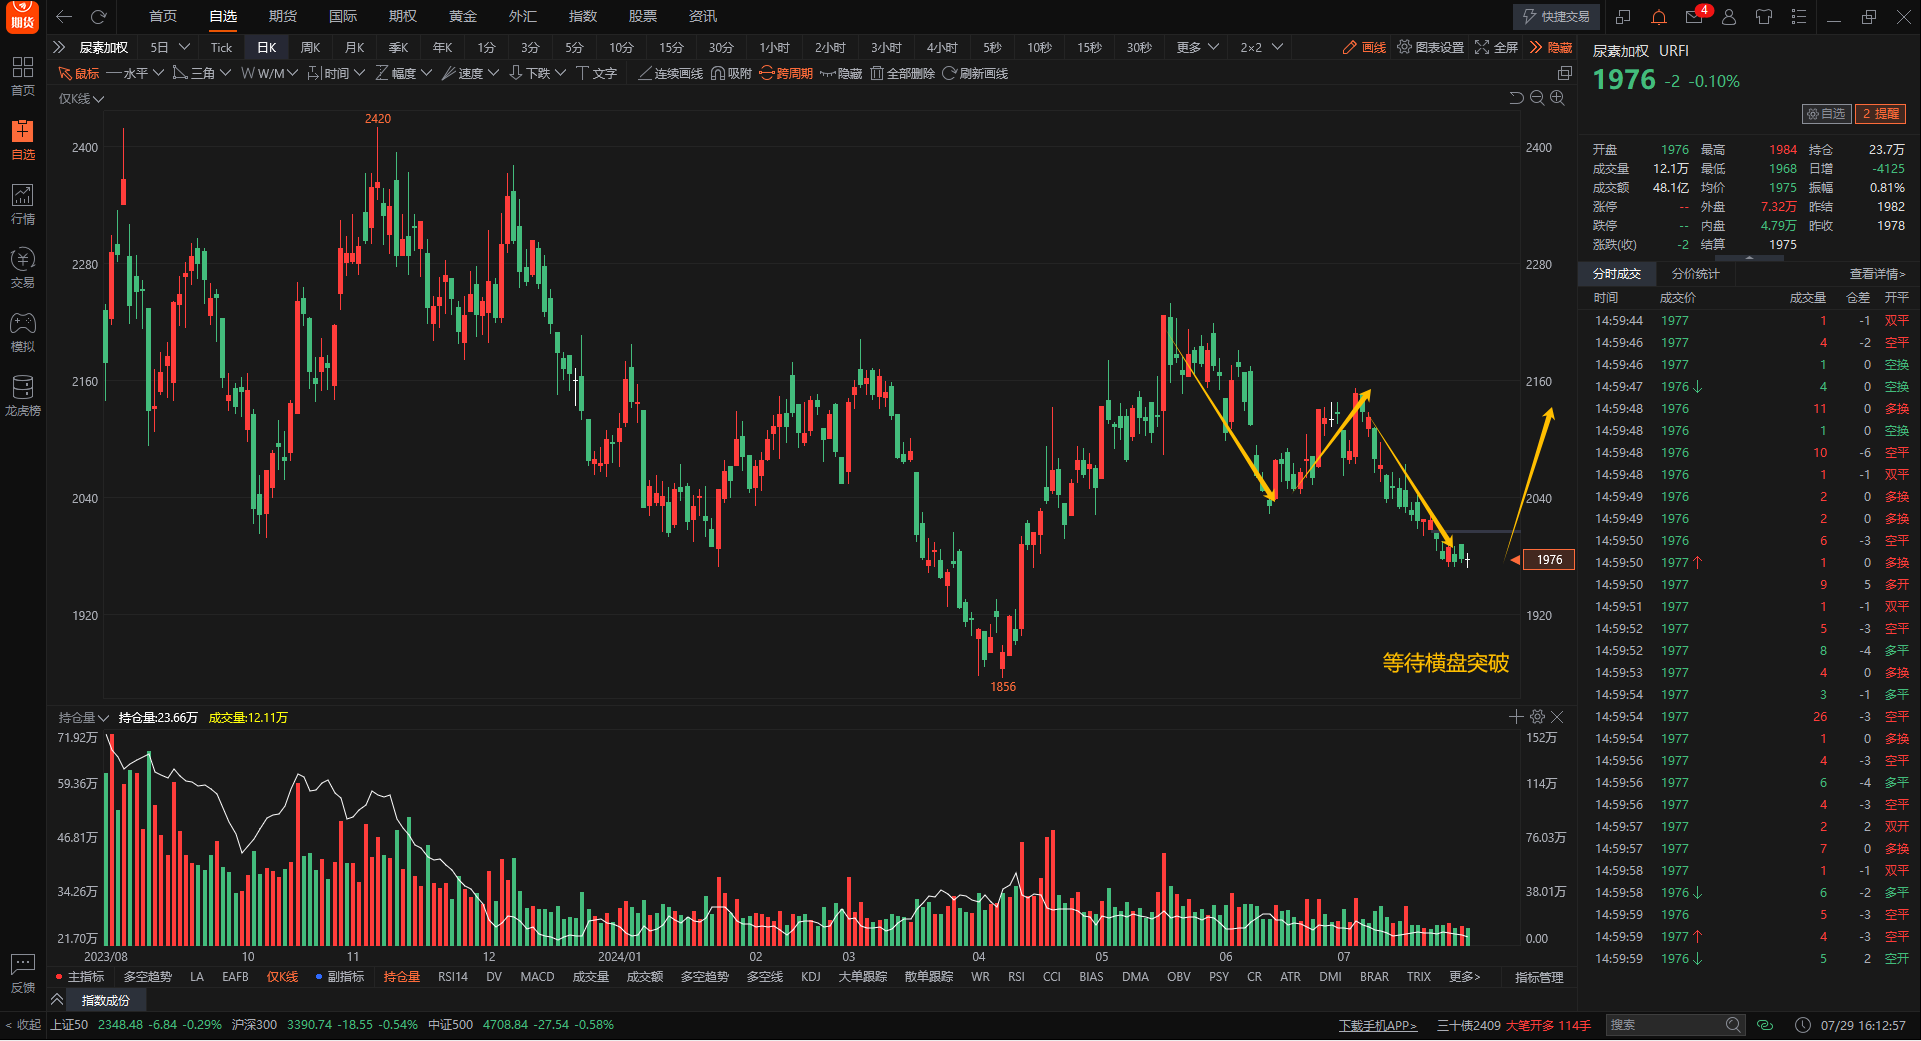 期货
首页 自选 期货 国际 期权 黄金 外汇 指数 股票 资讯
快捷交易 4
尿素加权 5日 Tick 日K 周K 月K 季K 年K 1分 3分 5分 10分 15分 30分 1小时 2小时 3小时 4小时 5秒 10秒 15秒 30秒 更多 2×2 画线 图表设置 全屏 隐藏
鼠标 水平 三角 W/M 时间 幅度 速度 下跌 文字 连续画线 吸附 跨周期 隐藏 全部删除 刷新画线
仅K线
首页
自选
行情
交易
模拟
龙虎榜
反馈
< 收起
2420
2400 2400
2280 2280
2160 2160
2040 2040
1976
1920 1920
等待横盘突破
1856
持仓量 持仓量:23.66万 成交量:12.11万
71.92万 152万
59.36万 114万
46.81万 76.03万
34.26万 38.01万
21.70万 0.00
2023/08 10 11 12 2024/01 02 03 04 05 06 07
主指标 多空趋势 LA EAFB 仅K线 副指标 持仓量 RSI14 DV MACD 成交量 成交额 多空趋势 多空线 KDJ 大单跟踪 散单跟踪 WR RSI CCI BIAS DMA OBV PSY CR ATR DMI BRAR TRIX 更多> 指标管理
指数成份
上证50 2348.48 -6.84 -0.29% 沪深300 3390.74 -18.55 -0.54% 中证500 4708.84 -27.54 -0.58%
下载手机APP> 三十债2409 大笔开多 114手 搜索 07/29 16:12:57
尿素加权 URFI
1976 -2 -0.10%
自选 2 提醒
开盘 1976 最高 1984 持仓 23.7万
成交量 12.1万 最低 1968 日增 -4125
成交额 48.1亿 均价 1975 振幅 0.81%
涨停 -- 外盘 7.32万 昨结 1982
跌停 -- 内盘 4.79万 昨收 1978
涨跌(收) -2 结算 1975
分时成交 分价统计 查看详情>
时间 成交价 成交量 仓差 开平
14:59:44 1977 1 -1 双平
14:59:46 1977 4 -2 空平
14:59:46 1977 1 0 空换
14:59:47 1976↓ 4 0 空换
14:59:48 1976 11 0 多换
14:59:48 1976 1 0 空换
14:59:48 1976 10 -6 空平
14:59:48 1976 1 -1 双平
14:59:49 1976 2 0 多换
14:59:49 1976 2 0 多换
14:59:50 1976 6 -3 空平
14:59:50 1977↑ 1 0 多换
14:59:50 1977 9 5 多开
14:59:51 1977 1 -1 双平
14:59:52 1977 5 -3 空平
14:59:52 1977 8 -4 多平
14:59:53 1977 4 0 多换
14:59:54 1977 3 -1 多平
14:59:54 1977 26 -3 空平
14:59:54 1977 1 0 多换
14:59:56 1977 4 -3 空平
14:59:56 1977 6 -4 多平
14:59:56 1977 4 -3 空平
14:59:57 1977 2 2 双开
14:59:57 1977 7 0 多换
14:59:58 1977 1 -1 双平
14:59:58 1976↓ 6 -2 多平
14:59:59 1976 5 -3 空平
14:59:59 1977↑ 4 -3 空平
14:59:59 1976↓ 5 2 空开